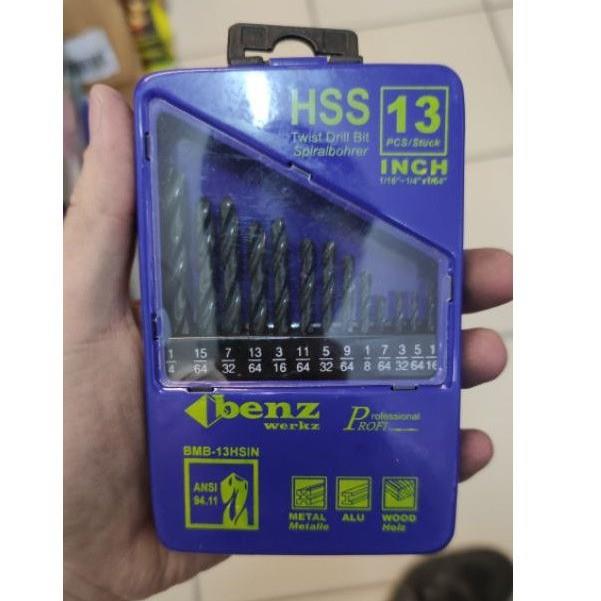 HSS
Twist Drill Bit
Spiralbohrer
13
PCS/Stück
INCH
1/16"-1/4"x1/64"
1/4 15/64 7/32 13/64 3/16 11/64 5/32 9/64 1/8 7/64 3/32 5/64 1/16
benz
werkz
Professional
PROFI
BMB-13HSIN
ANSI
94.11
METAL ALU WOOD
Metalle Holz